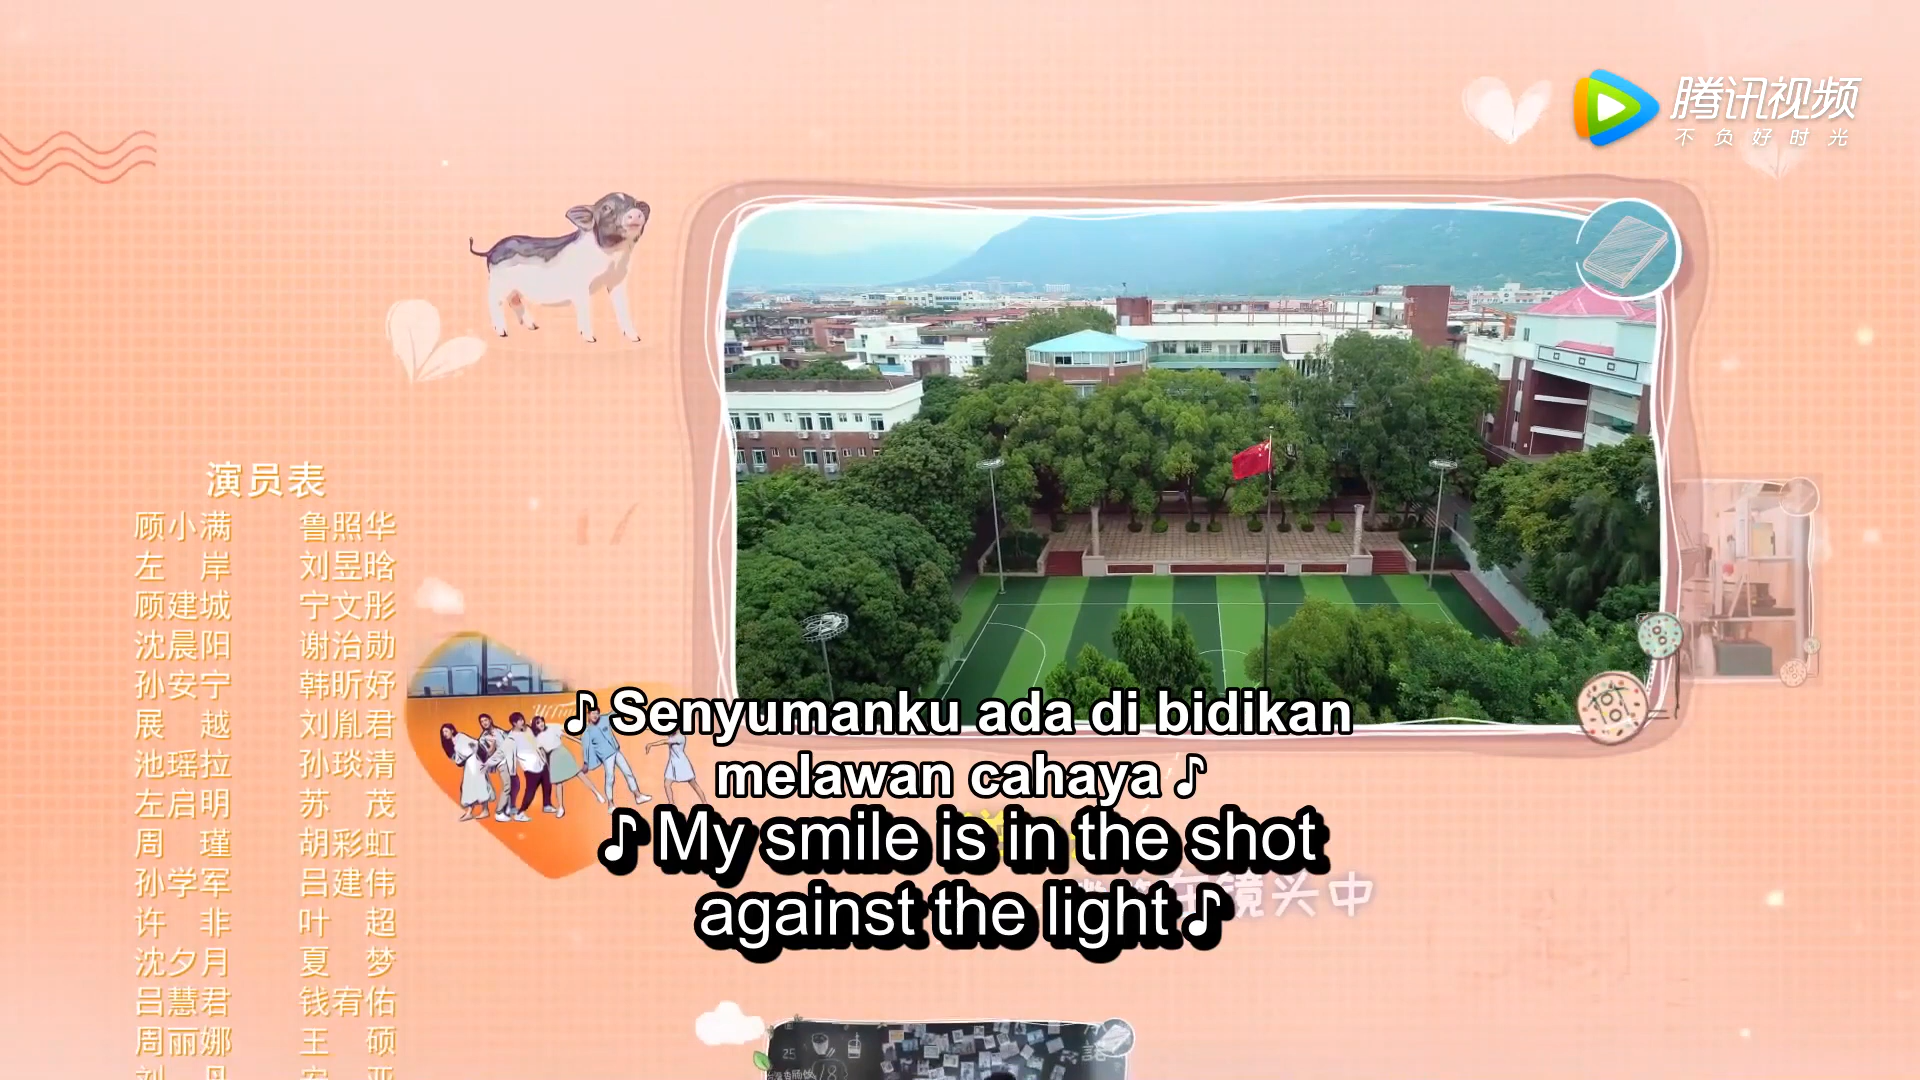 腾讯视频
不负好时光
演员表
顾小满 鲁照华
左岸 刘昱晗
顾建城 宁文彤
沈晨阳 谢治勋
孙安宁 韩昕妤
展越 刘胤君
池瑶拉 孙琰清
左启明 苏茂
周瑾 胡彩虹
孙学军 吕建伟
许非 叶超
沈夕月 夏梦
吕慧君 钱宥佑
周丽娜 王硕
♪ Senyumanku ada di bidikan
melawan cahaya ♪
♪ My smile is in the shot
against the light ♪
镜头中